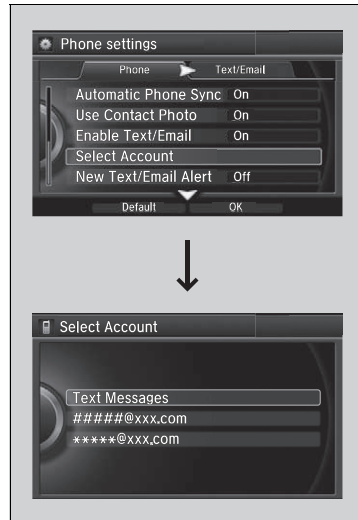 Phone settings
Phone Text/Email
Automatic Phone Sync On
Use Contact Photo On
Enable Text/Email On
Select Account
New Text/Email Alert Off
Default OK
Select Account
Text Messages
#####@xxx.com
*****@xxx.com